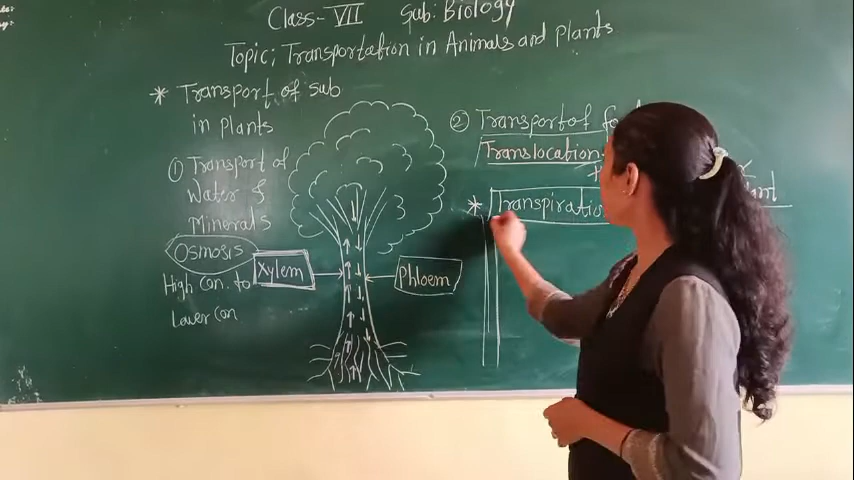 Class-VII Sub. Biology
Topic; Transportation in Animals and Plants
* Transport of sub
in plants
① Transport of
Water &
Minerals
Osmosis
High Con. to
Lower Con
Xylem
Phloem
② Transport of
Translocation
* Transpiration